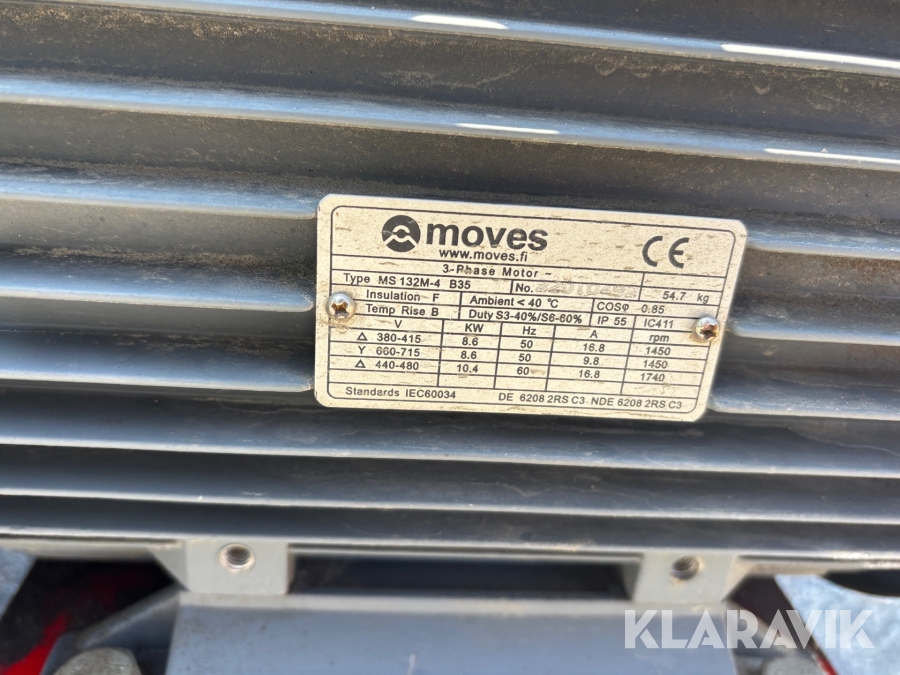 moves
CE
www.moves.fi
3-Phase Motor ~
Type MS 132M-4 B35 No. 54.7 kg
Insulation F Ambient < 40 °C COSφ 0.85
Temp Rise B Duty S3-40%/S6-60% IP 55 IC411
V KW Hz A rpm
Δ 380-415 8.6 50 16.8 1450
Y 660-715 8.6 50 9.8 1450
Δ 440-480 10.4 60 16.8 1740
Standards IEC60034 DE 6208 2RS C3 NDE 6208 2RS C3
KLARAVIK